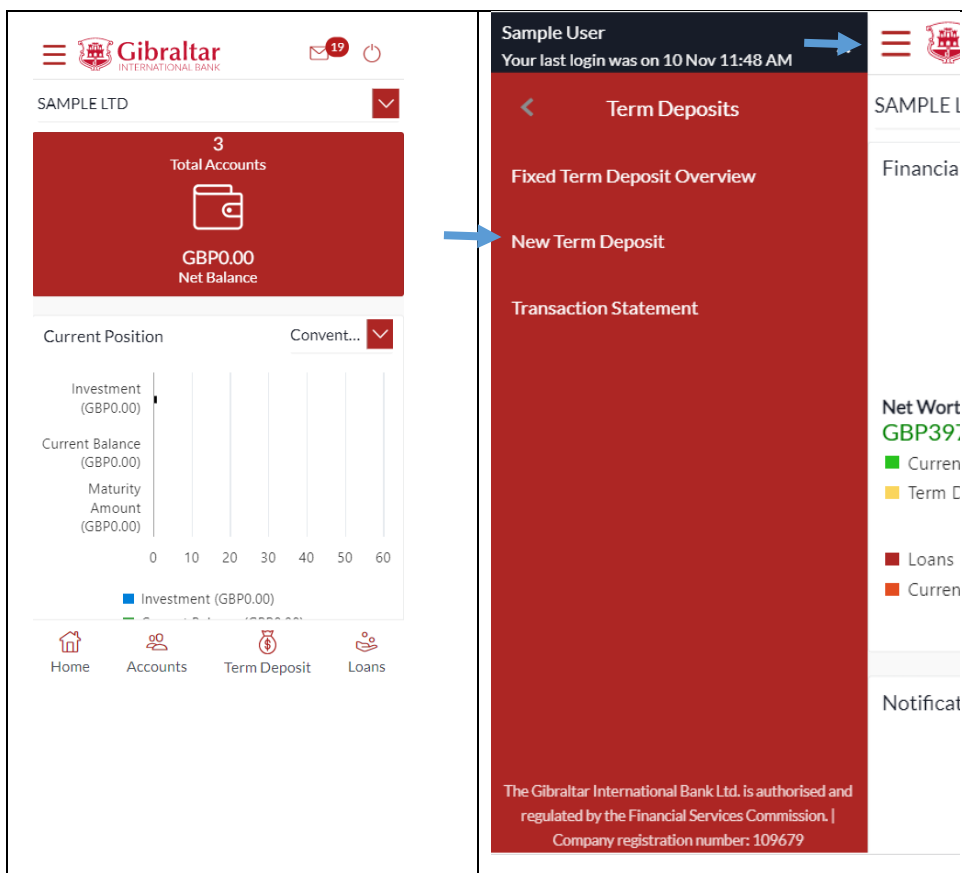 Gibraltar
INTERNATIONAL BANK
19
SAMPLE LTD
3
Total Accounts
GBP0.00
Net Balance
Current Position
Convent...
Investment
(GBP0.00)
Current Balance
(GBP0.00)
Maturity
Amount
(GBP0.00)
0 10 20 30 40 50 60
Investment (GBP0.00)
Home Accounts Term Deposit Loans
Sample User
Your last login was on 10 Nov 11:48 AM
Term Deposits
Fixed Term Deposit Overview
New Term Deposit
Transaction Statement
The Gibraltar International Bank Ltd. is authorised and
regulated by the Financial Services Commission. |
Company registration number: 109679
SAMPLE L
Financia
Net Wort
GBP397
Curren
Term D
Loans
Curren
Notificat